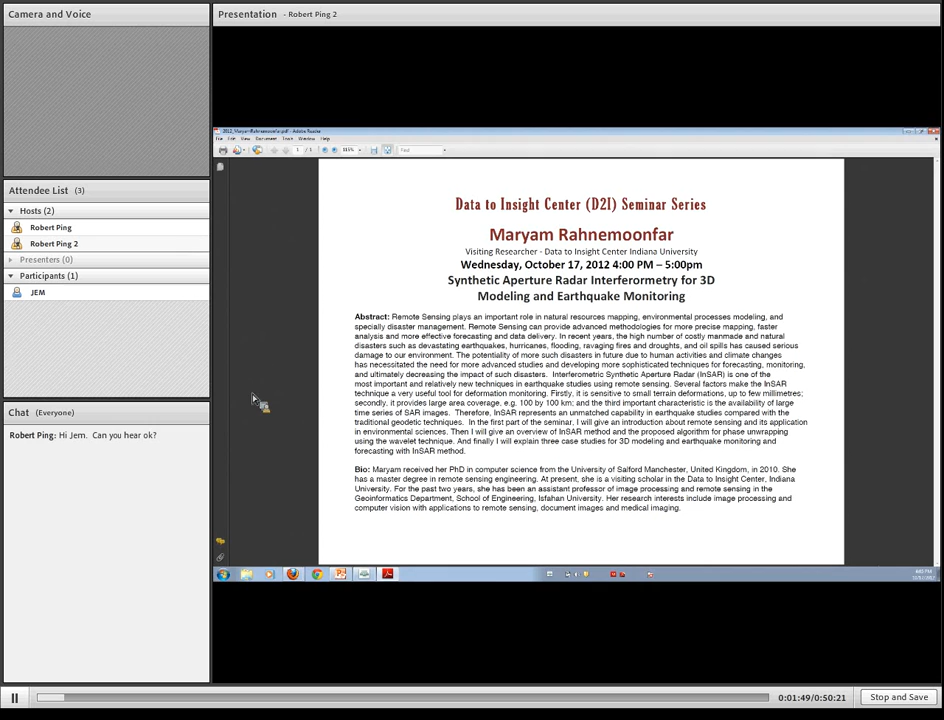 Camera and Voice
Presentation - Robert Ping 2
Attendee List (3)
Hosts (2)
Robert Ping
Robert Ping 2
Presenters (0)
Participants (1)
JEM
Chat (Everyone)
Robert Ping: Hi Jem. Can you hear ok?
2012_MaryamRahnemoonfar.pdf - Adobe Reader
File Edit View Document Tools Window Help
1 / 1 115% Find
Data to Insight Center (D2I) Seminar Series
Maryam Rahnemoonfar
Visiting Researcher - Data to Insight Center Indiana University
Wednesday, October 17, 2012 4:00 PM – 5:00pm
Synthetic Aperture Radar Interferormetry for 3D
Modeling and Earthquake Monitoring
Abstract: Remote Sensing plays an important role in natural resources mapping, environmental processes modeling, and
specially disaster management. Remote Sensing can provide advanced methodologies for more precise mapping, faster
analysis and more effective forecasting and data delivery. In recent years, the high number of costly manmade and natural
disasters such as devastating earthquakes, hurricanes, flooding, ravaging fires and droughts, and oil spills has caused serious
damage to our environment. The potentiality of more such disasters in future due to human activities and climate changes
has necessitated the need for more advanced studies and developing more sophisticated techniques for forecasting, monitoring,
and ultimately decreasing the impact of such disasters. Interferometric Synthetic Aperture Radar (InSAR) is one of the
most important and relatively new techniques in earthquake studies using remote sensing. Several factors make the InSAR
technique a very useful tool for deformation monitoring. Firstly, it is sensitive to small terrain deformations, up to few millimetres;
secondly, it provides large area coverage, e.g. 100 by 100 km; and the third important characteristic is the availability of large
time series of SAR images. Therefore, InSAR represents an unmatched capability in earthquake studies compared with the
traditional geodetic techniques. In the first part of the seminar, I will give an introduction about remote sensing and its application
in environmental sciences. Then I will give an overview of InSAR method and the proposed algorithm for phase unwrapping
using the wavelet technique. And finally I will explain three case studies for 3D modeling and earthquake monitoring and
forecasting with InSAR method.
Bio: Maryam received her PhD in computer science from the University of Salford Manchester, United Kingdom, in 2010. She
has a master degree in remote sensing engineering. At present, she is a visiting scholar in the Data to Insight Center, Indiana
University. For the past two years, she has been an assistant professor of image processing and remote sensing in the
Geoinformatics Department, School of Engineering, Isfahan University. Her research interests include image processing and
computer vision with applications to remote sensing, document images and medical imaging.
0:01:49/0:50:21
Stop and Save